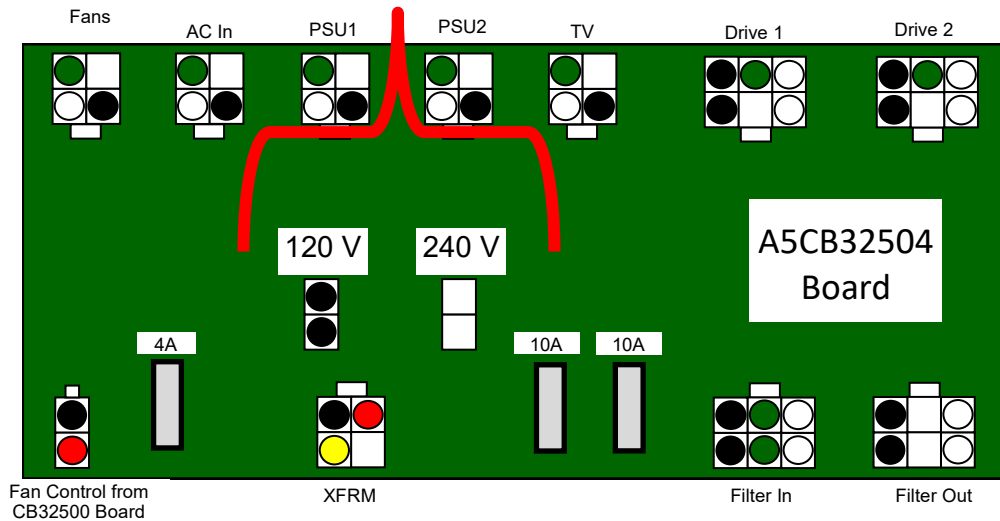 Fans
AC In
PSU1
PSU2
TV
Drive 1
Drive 2
120 V
240 V
A5CB32504
Board
4A
10A
10A
Fan Control from
CB32500 Board
XFRM
Filter In
Filter Out